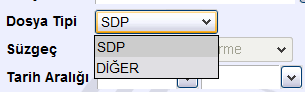 Dosya Tipi SDP
SDP
Süzgeç
DİĞER
Tarih Aralığı